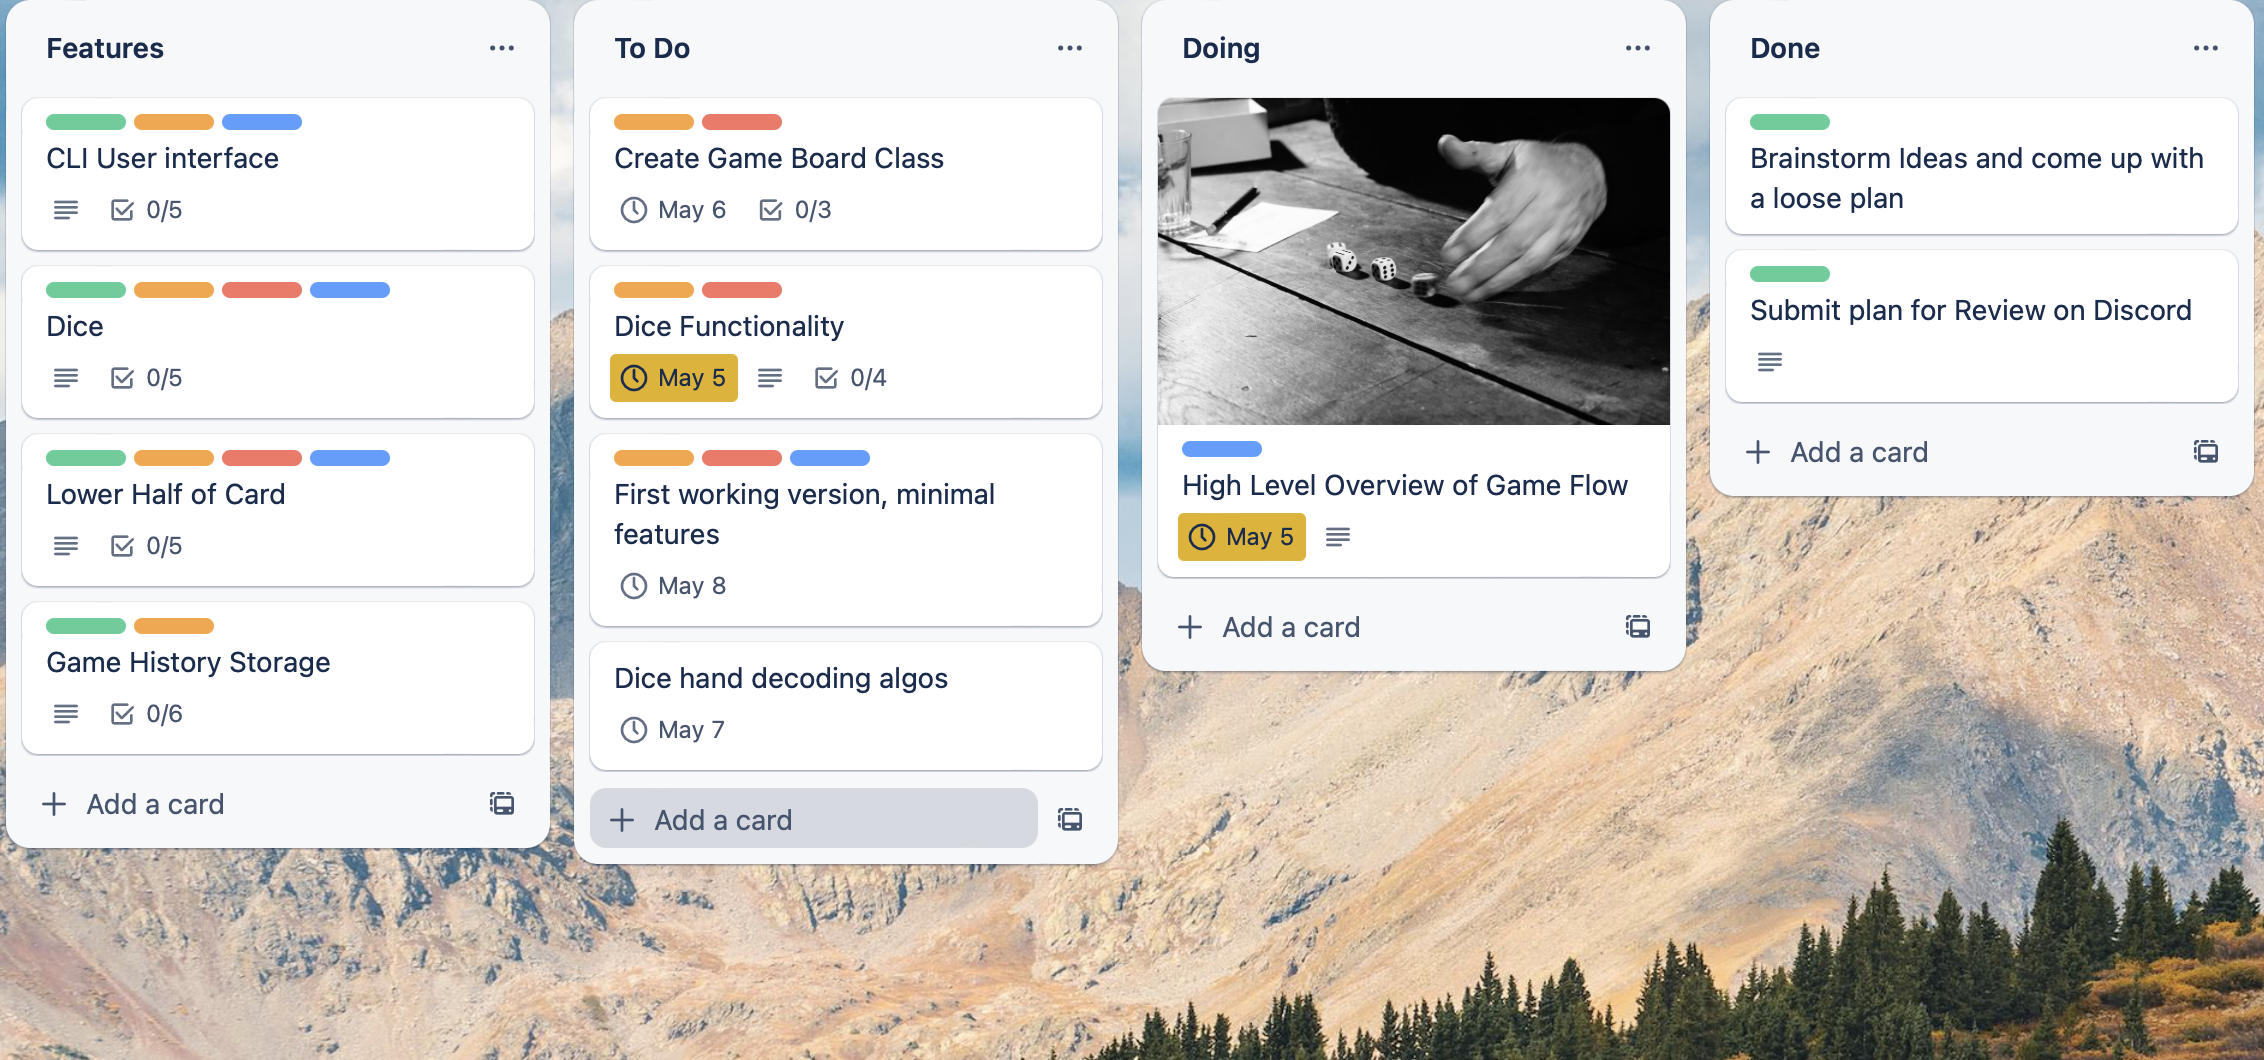 Features
CLI User interface
0/5
Dice
0/5
Lower Half of Card
0/5
Game History Storage
0/6
Add a card
To Do
Create Game Board Class
May 6 0/3
Dice Functionality
May 5 0/4
First working version, minimal
features
May 8
Dice hand decoding algos
May 7
Add a card
Doing
High Level Overview of Game Flow
May 5
Add a card
Done
Brainstorm Ideas and come up with
a loose plan
Submit plan for Review on Discord
Add a card